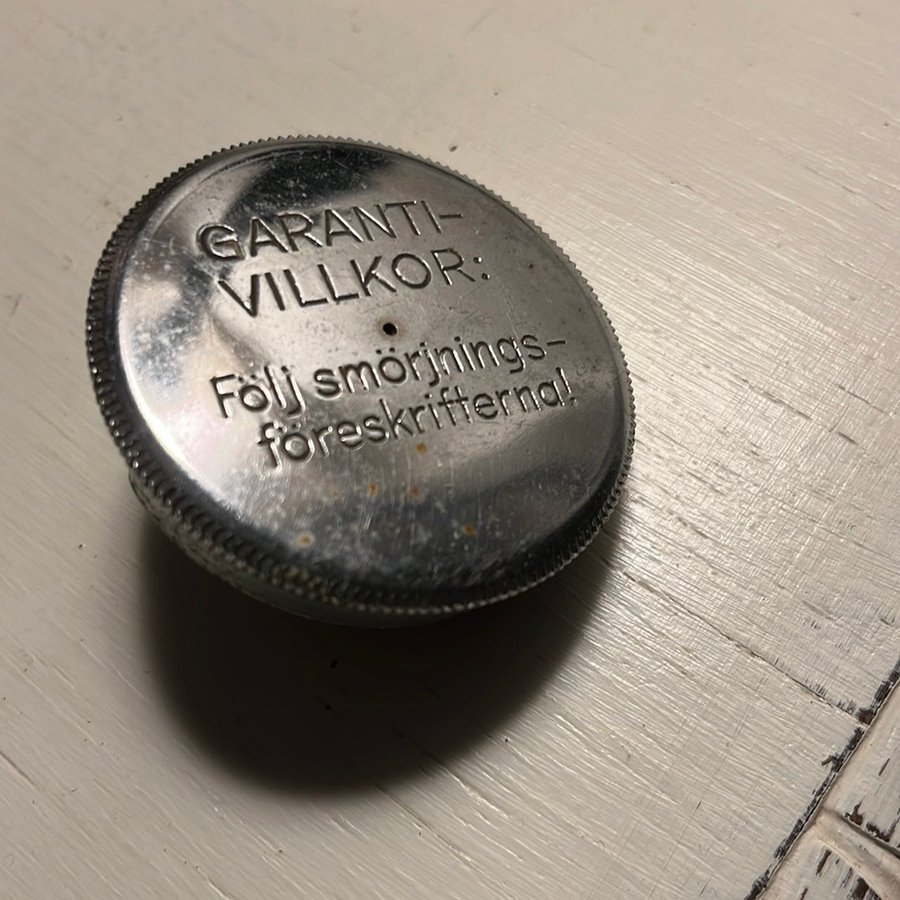 GARANTI-
VILLKOR:
Följ smörjnings-
föreskrifterna!